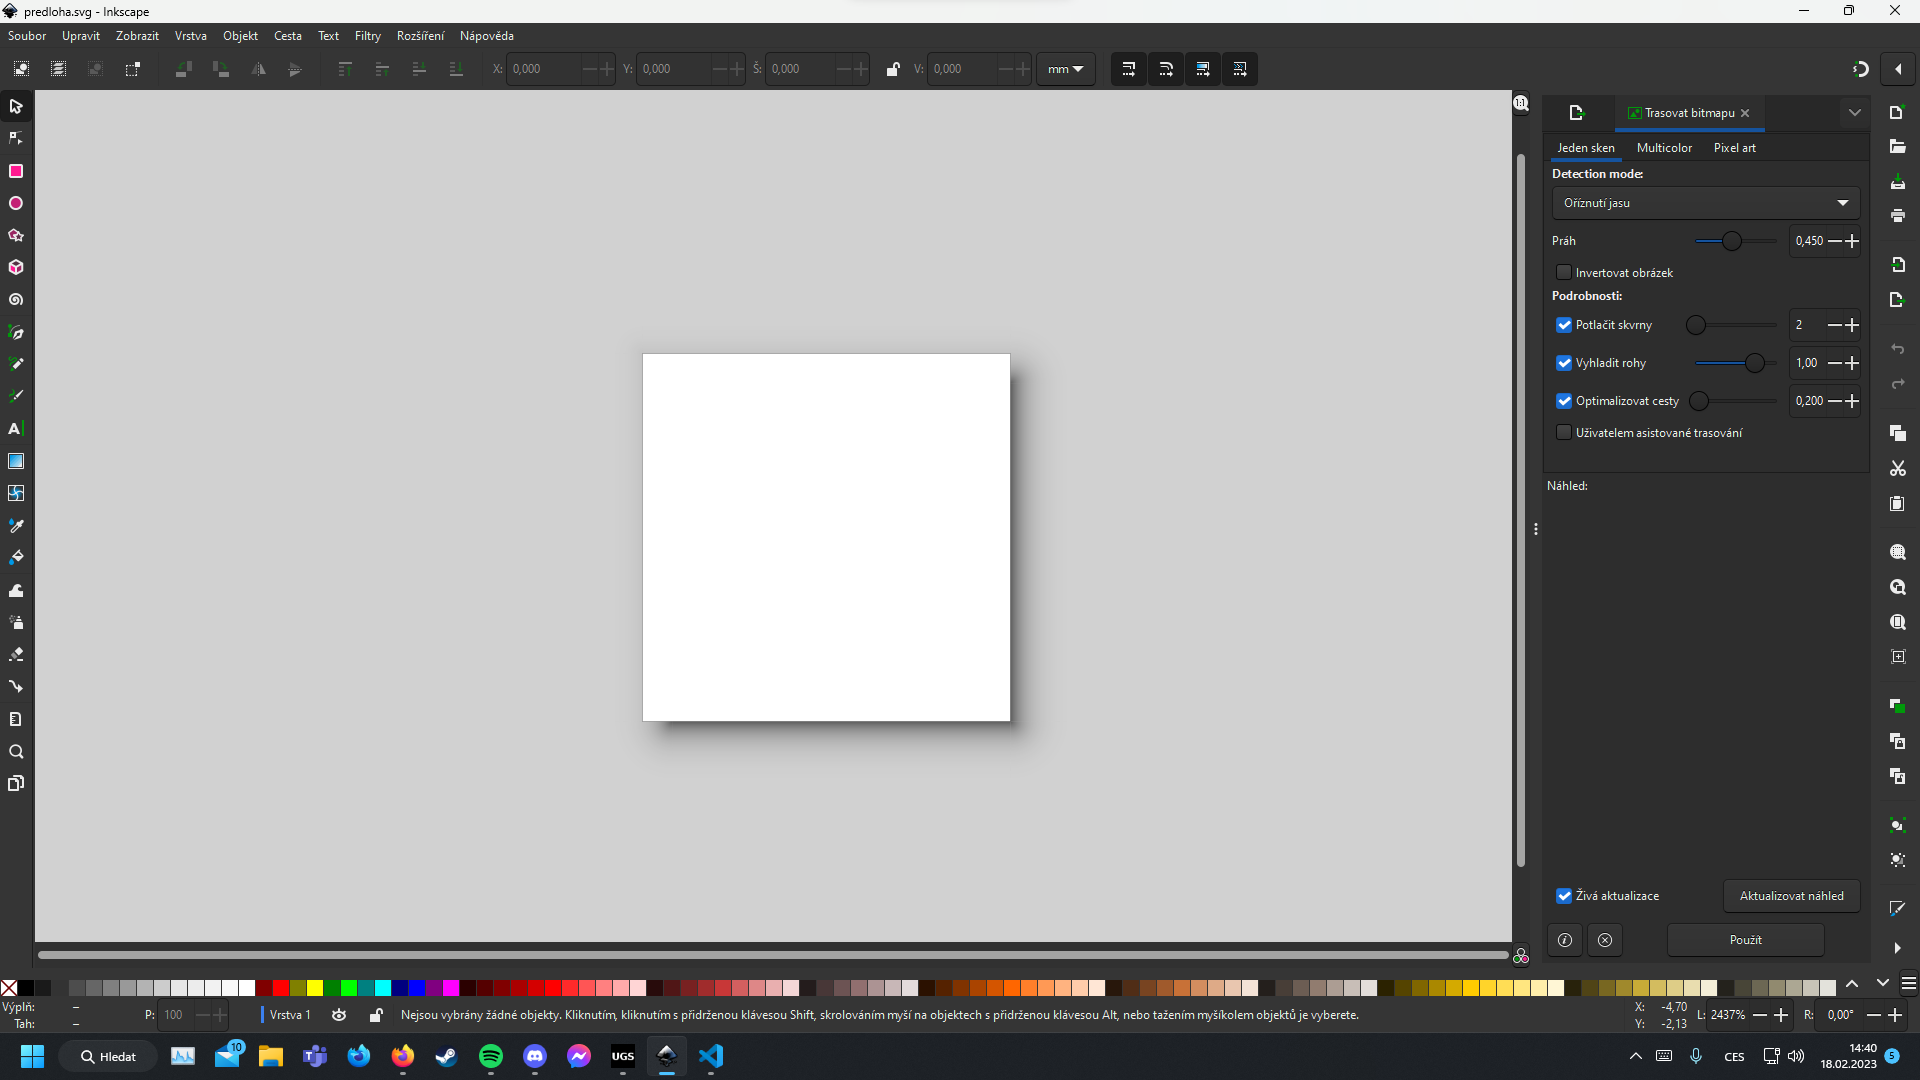 predloha.svg - Inkscape
Soubor Upravit Zobrazit Vrstva Objekt Cesta Text Filtry Rozšíření Nápověda
X: 0,000 Y: 0,000 Š: 0,000 V: 0,000 mm
1:1
Trasovat bitmapu
Jeden sken Multicolor Pixel art
Detection mode:
Oříznutí jasu
Práh 0,450
Invertovat obrázek
Podrobnosti:
Potlačit skvrny 2
Vyhladit rohy 1,00
Optimalizovat cesty 0,200
Uživatelem asistované trasování
Náhled:
Živá aktualizace Aktualizovat náhled
Použít
Výplň: –
Tah: –
P: 100
Vrstva 1
Nejsou vybrány žádné objekty. Kliknutím, kliknutím s přidrženou klávesou Shift, skrolováním myší na objektech s přidrženou klávesou Alt, nebo tažením myšíkolem objektů je vyberete.
X: -4,70
Y: -2,13
L: 2437%
R: 0,00°
Hledat
10
UGS
CES
14:40
18.02.2023
5